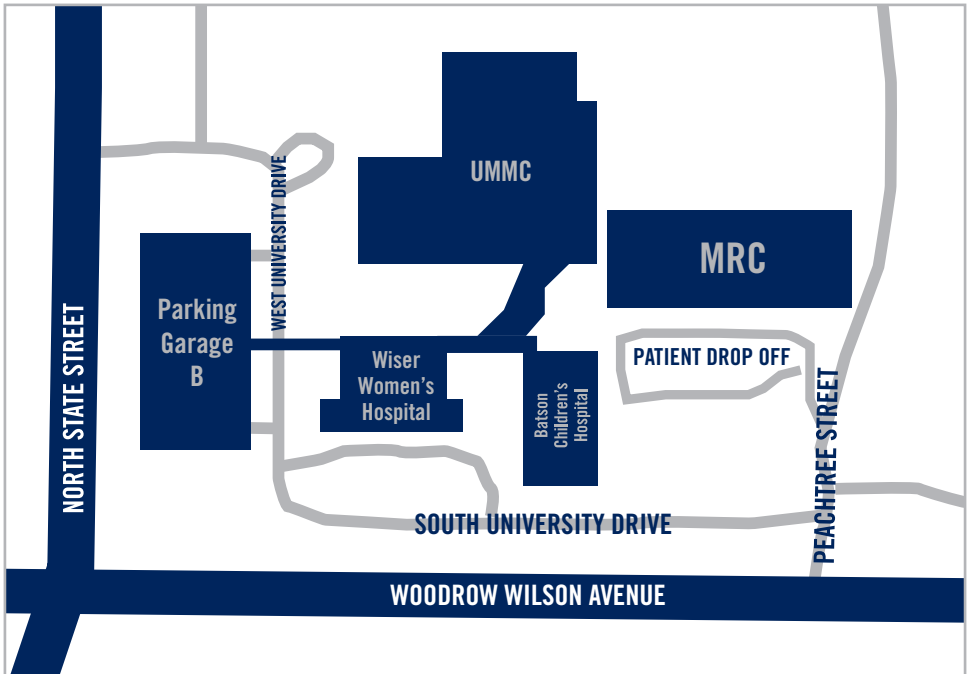 UMMC
WEST UNIVERSITY DRIVE
MRC
Parking
Garage
B
NORTH STATE STREET
Wiser
Women’s
Hospital
Batson
Children’s
Hospital
PATIENT DROP OFF
PEACHTREE STREET
SOUTH UNIVERSITY DRIVE
WOODROW WILSON AVENUE